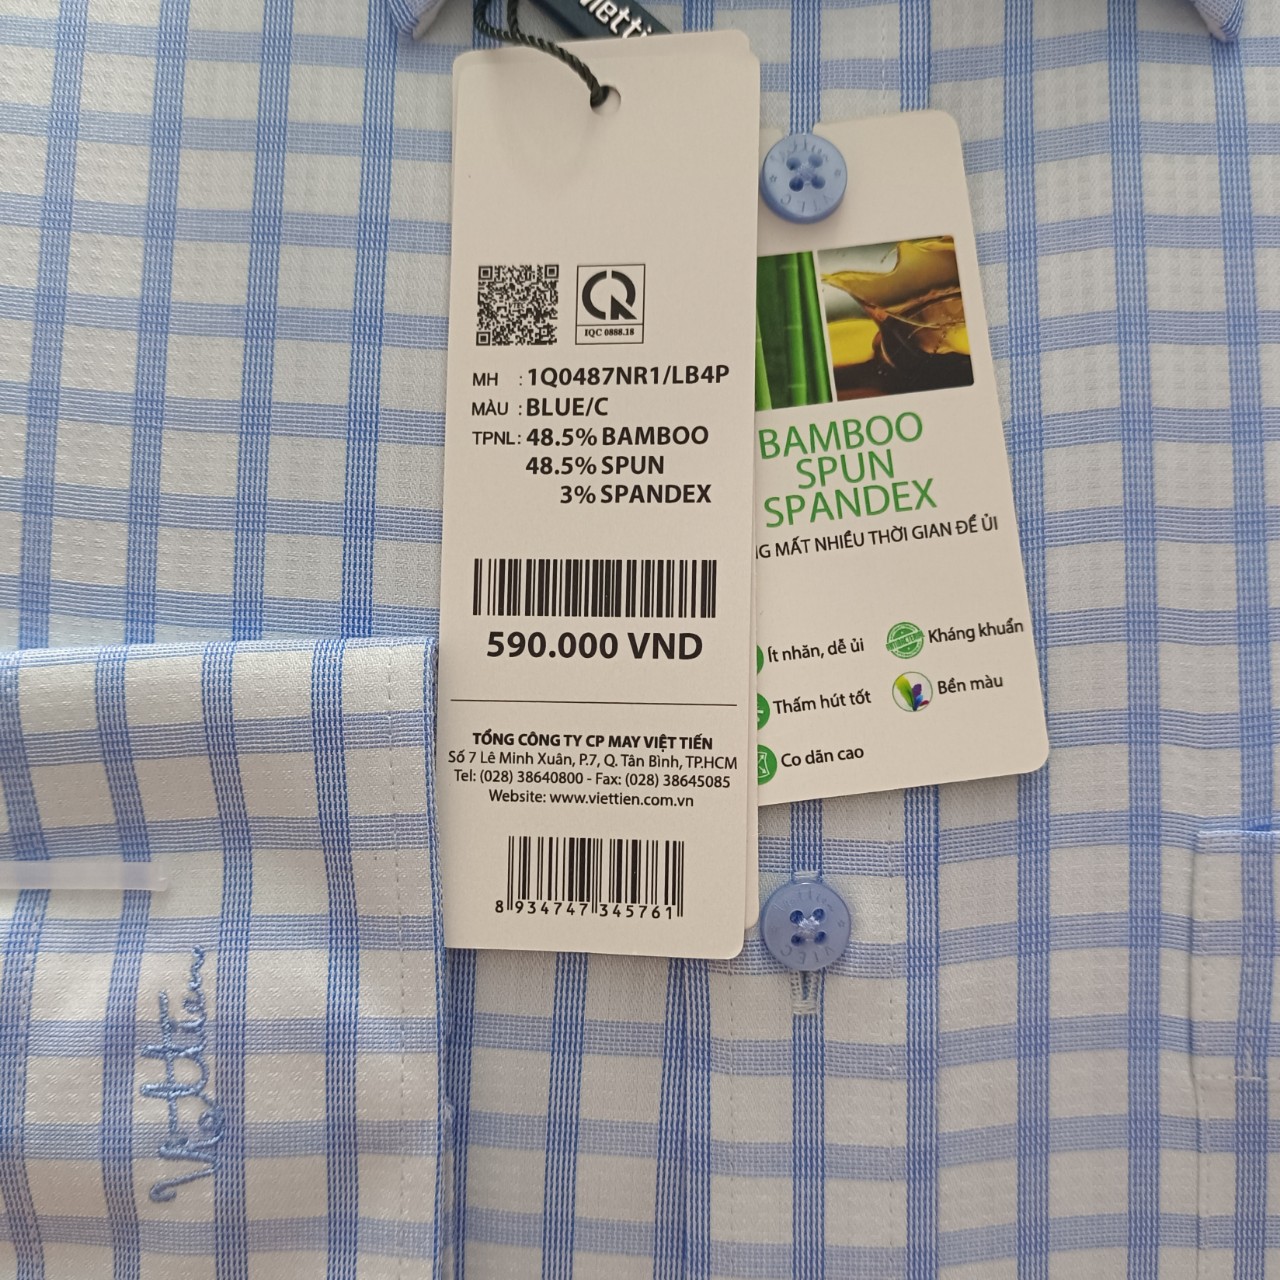 IQC 0888.18
MH : 1Q0487NR1/LB4P
MÀU : BLUE/C
TPNL: 48.5% BAMBOO
48.5% SPUN
3% SPANDEX
590.000 VND
TỔNG CÔNG TY CP MAY VIỆT TIẾN
Số 7 Lê Minh Xuân, P.7, Q. Tân Bình, TP.HCM
Tel: (028) 38640800 - Fax: (028) 38645085
Website: www.viettien.com.vn
8 934747 345761
BAMBOO
SPUN
SPANDEX
MẤT NHIỀU THỜI GIAN ĐỂ ỦI
Ít nhăn, dễ ủi
Kháng khuẩn
Thấm hút tốt
Bền màu
Co dãn cao
Viettien